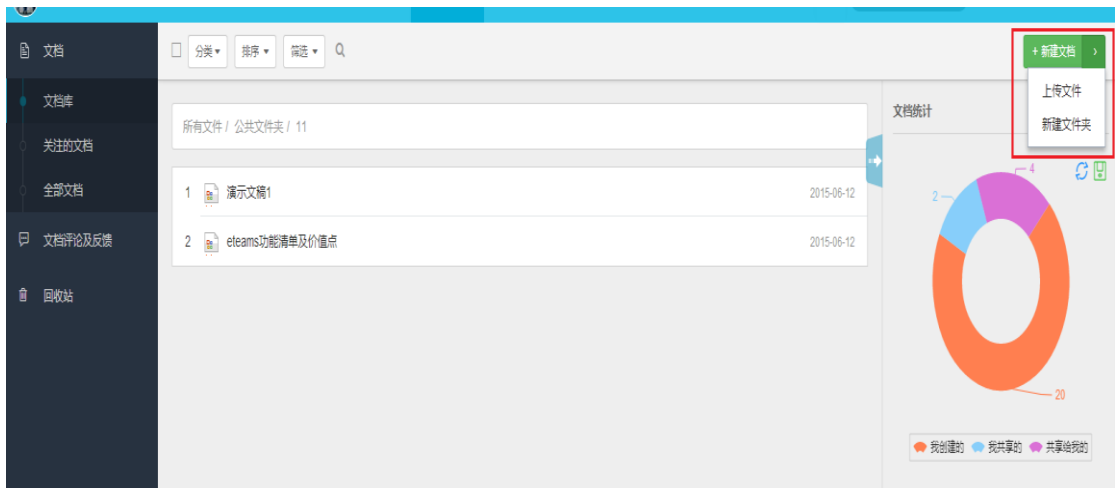 文档
分类 排序 筛选
+ 新建文档
上传文件
新建文件夹
文档库
关注的文档
全部文档
文档评论及反馈
回收站
所有文件 / 公共文件夹 / 11
1 演示文稿1 2015-06-12
2 eteams功能清单及价值点 2015-06-12
文档统计
4
2
20
我创建的 我共享的 共享给我的